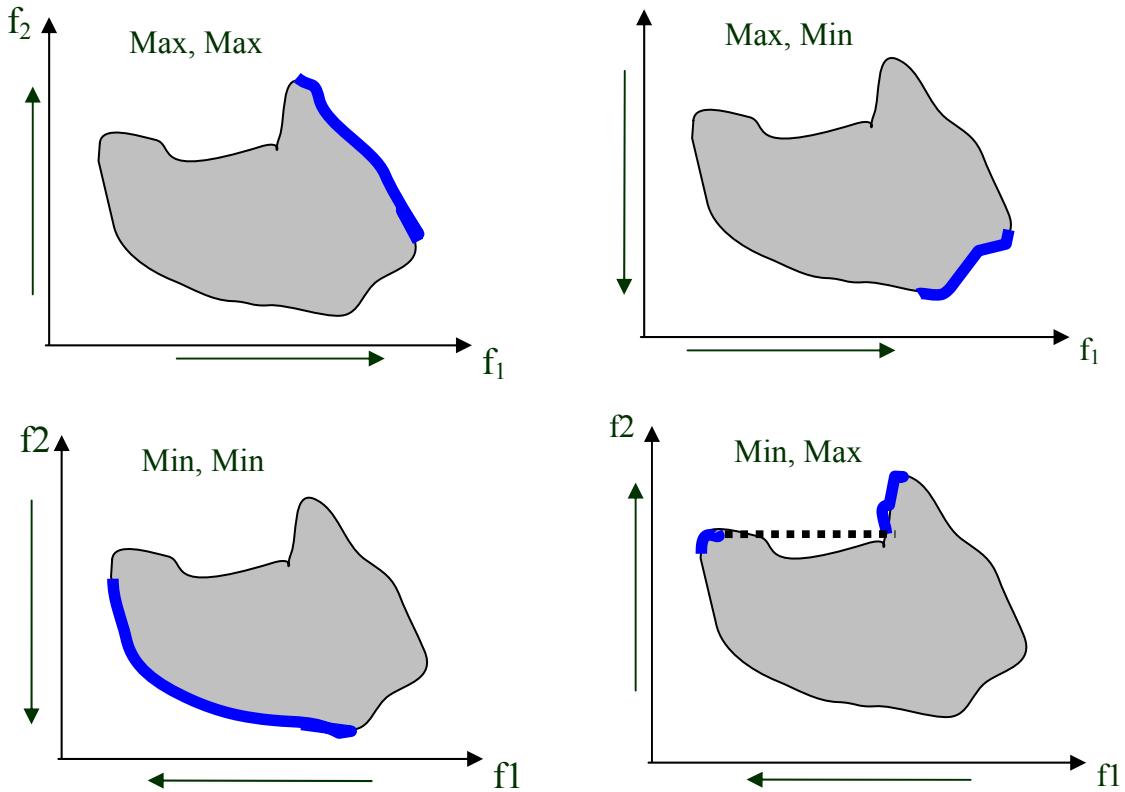 f₂
Max, Max
f₁
Max, Min
f₁
f2
Min, Min
f1
f2
Min, Max
f1